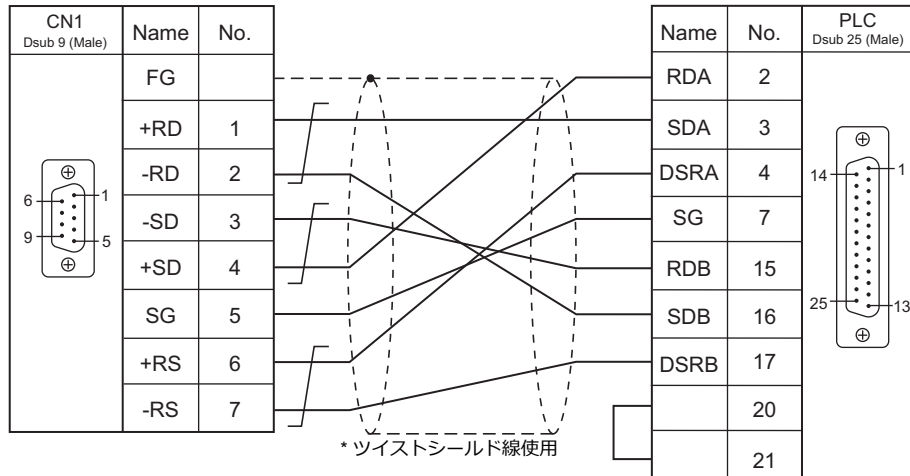 CN1
Dsub 9 (Male)
Name No.
FG
+RD 1
-RD 2
-SD 3
+SD 4
SG 5
+RS 6
-RS 7
6
1
9
5
* ツイストシールド線使用
Name No.
PLC
Dsub 25 (Male)
RDA 2
SDA 3
DSRA 4
SG 7
RDB 15
SDB 16
DSRB 17
20
21
14
1
25
13